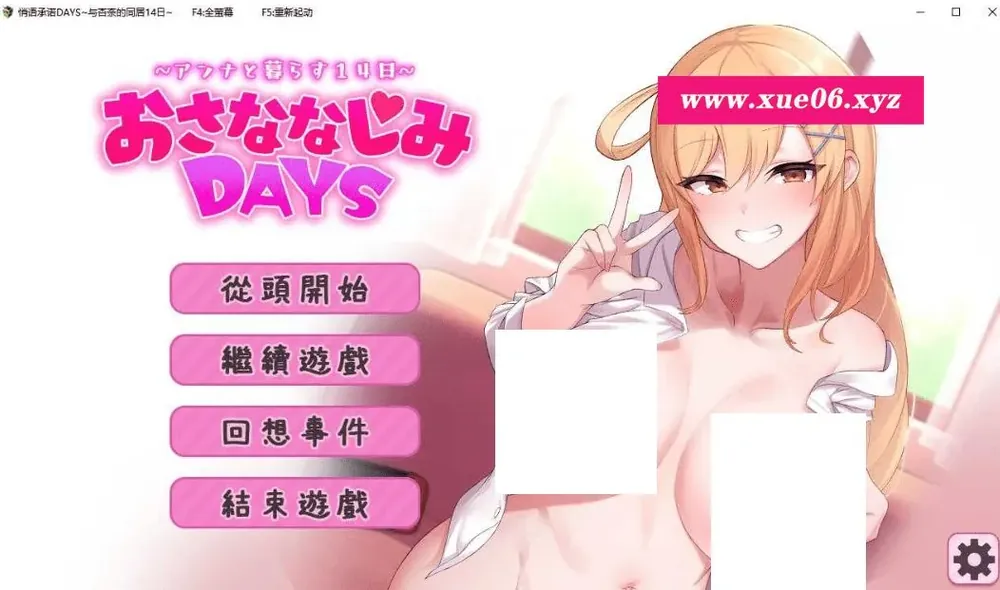 悄语承诺DAYS~与杏奈的同居14日~ F4:全螢幕 F5:重新起动
~アンナと暮らす14日~
おさななじみ
DAYS
www.xue06.xyz
從頭開始
繼續遊戲
回想事件
結束遊戲